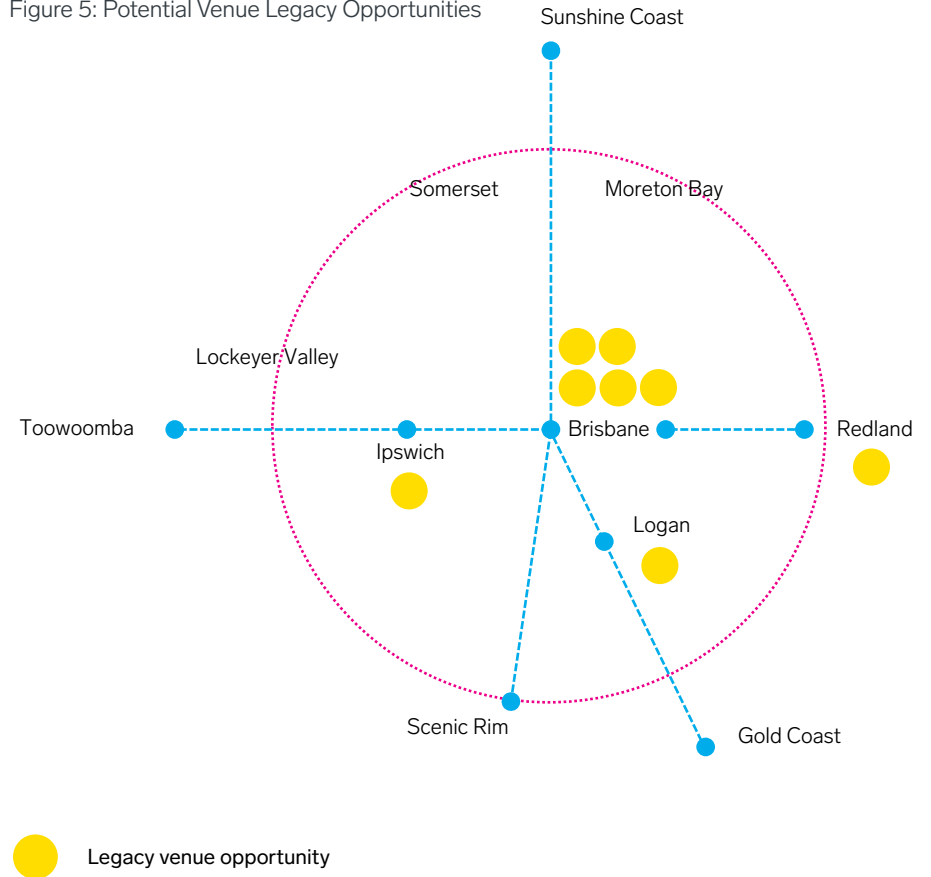 Figure 5: Potential Venue Legacy Opportunities
Sunshine Coast
Somerset
Moreton Bay
Lockeyer Valley
Toowoomba
Brisbane
Redland
Ipswich
Logan
Scenic Rim
Gold Coast
Legacy venue opportunity